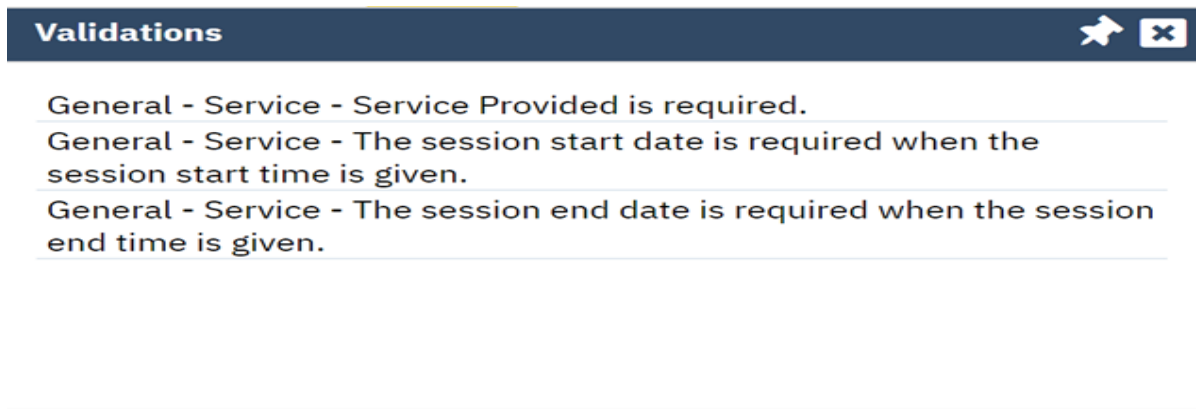 Validations
General - Service - Service Provided is required.
General - Service - The session start date is required when the
session start time is given.
General - Service - The session end date is required when the session
end time is given.